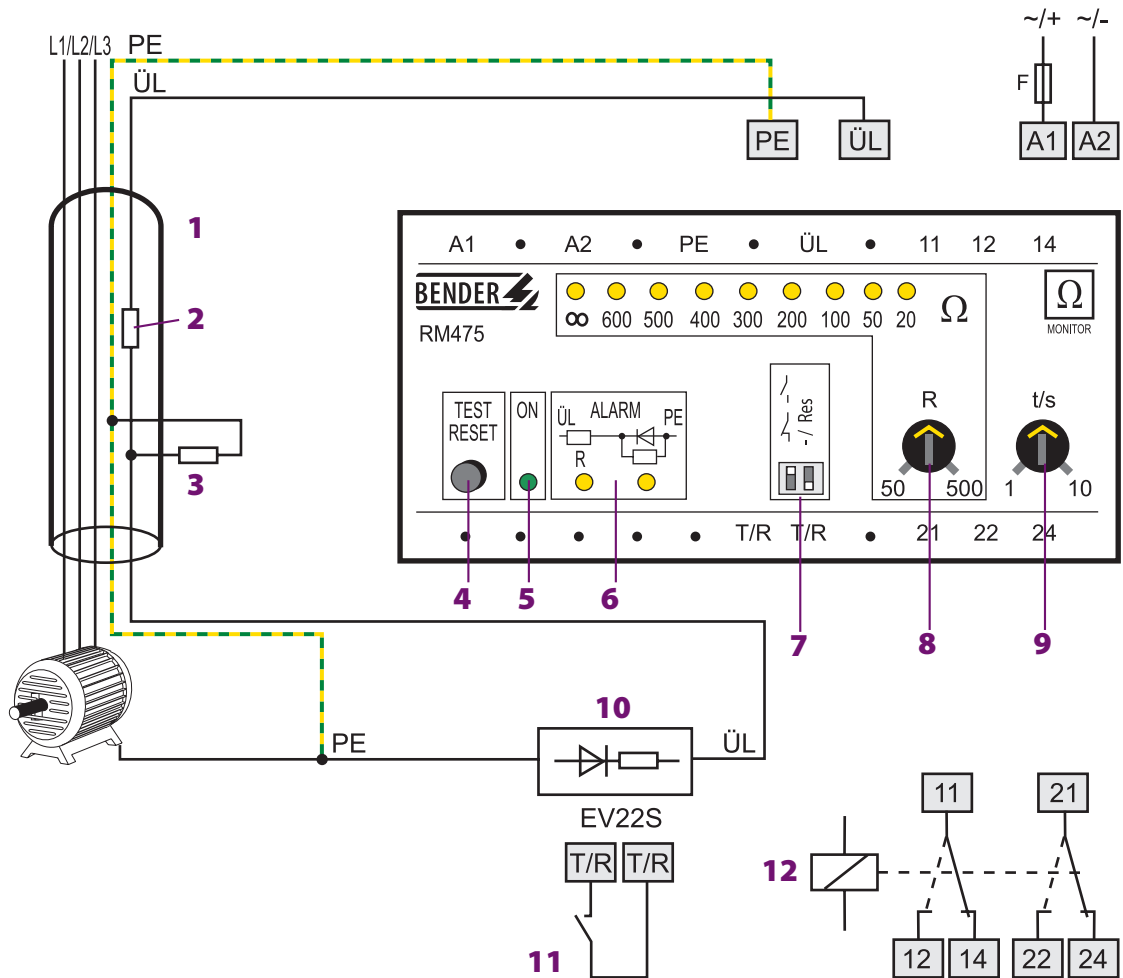 ~/+ ~/-
L1/L2/L3 PE
ÜL
F
PE ÜL A1 A2
1
A1 • A2 • PE • ÜL • 11 12 14
BENDER
RM475
∞ 600 500 400 300 200 100 50 20 Ω
Ω
MONITOR
2
TEST
RESET
ON
ALARM
ÜL PE
R
- / Res
R
50 500
t/s
1 10
3
• • • • • T/R T/R • 21 22 24
4 5 6 7 8 9
10
PE ÜL
EV22S
T/R T/R
11
11 21
12
12 14 22 24